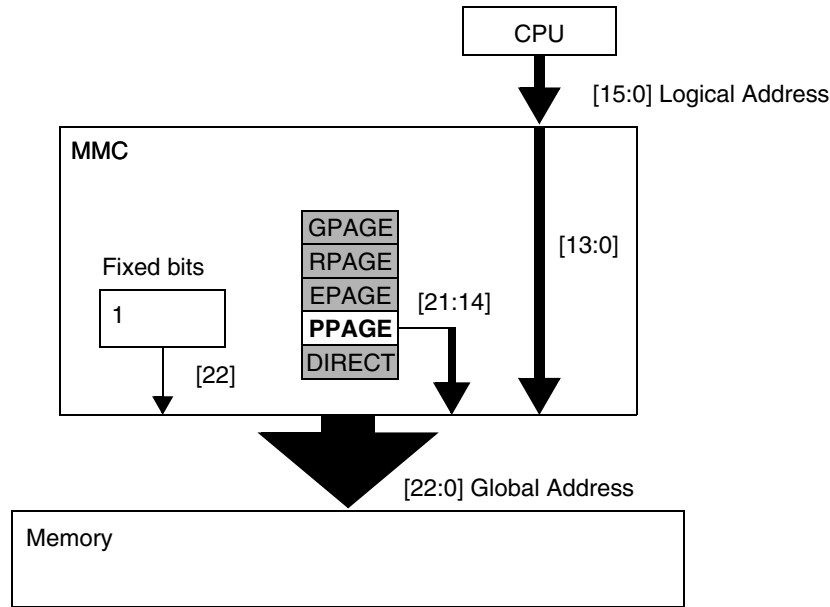 CPU
[15:0] Logical Address
MMC
GPAGE
RPAGE
EPAGE
PPAGE
DIRECT
[13:0]
Fixed bits
1
[21:14]
[22]
[22:0] Global Address
Memory